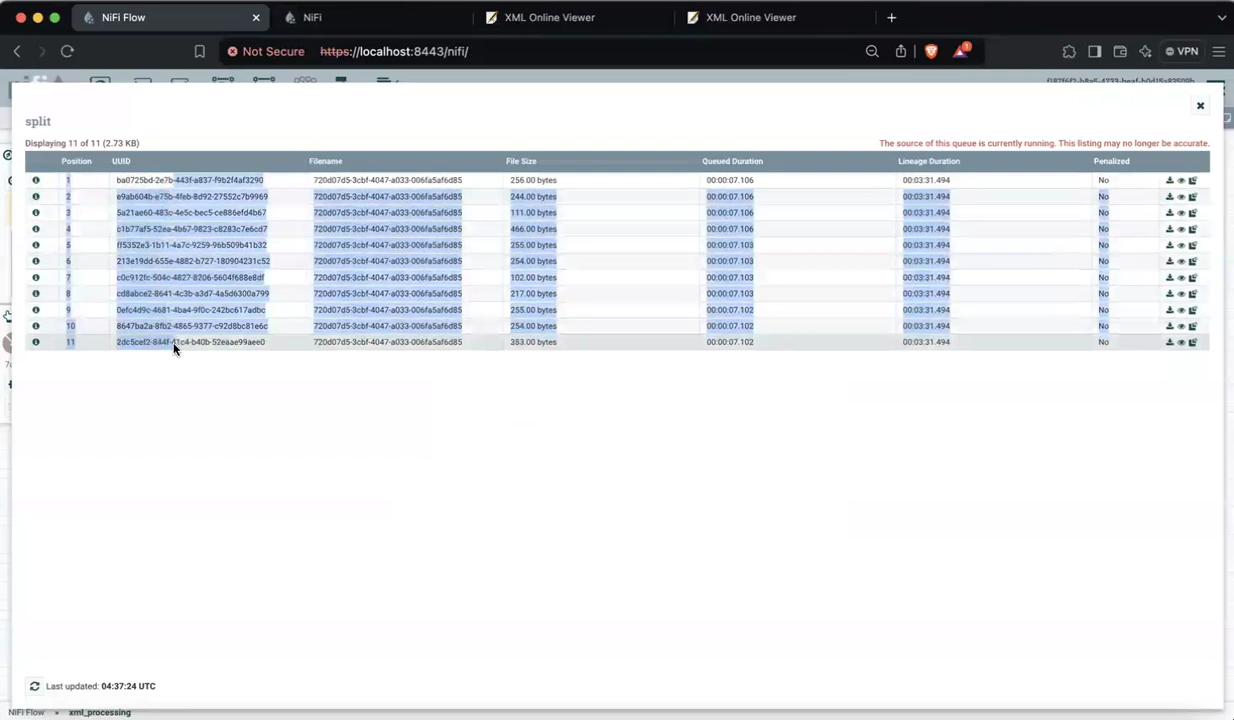 NiFi Flow
NiFi
XML Online Viewer
XML Online Viewer
Not Secure https://localhost:8443/nifi/
1
VPN
split
Displaying 11 of 11 (2.73 KB)
The source of this queue is currently running. This listing may no longer be accurate.
Position UUID Filename File Size Queued Duration Lineage Duration Penalized
1 ba0725bd-2e7b-443f-a837-f9b2f4af3290 720d07d5-3cbf-4047-a033-006fa5af6d85 256.00 bytes 00:00:07.106 00:03:31.494 No
2 e9ab604b-e75b-4feb-8d92-27552c7b9969 720d07d5-3cbf-4047-a033-006fa5af6d85 244.00 bytes 00:00:07.106 00:03:31.494 No
3 5a21ae60-483c-4e5c-bec5-ce886efd4b67 720d07d5-3cbf-4047-a033-006fa5af6d85 111.00 bytes 00:00:07.106 00:03:31.494 No
4 c1b77af5-52ea-4b67-9823-c8283c7e6cd7 720d07d5-3cbf-4047-a033-006fa5af6d85 466.00 bytes 00:00:07.106 00:03:31.494 No
5 ff5352e3-1b11-4a7c-9259-96b509b41b32 720d07d5-3cbf-4047-a033-006fa5af6d85 255.00 bytes 00:00:07.103 00:03:31.494 No
6 213e19dd-655e-4882-b727-180904231c52 720d07d5-3cbf-4047-a033-006fa5af6d85 254.00 bytes 00:00:07.103 00:03:31.494 No
7 c0c912fc-504c-4827-8206-5604f688e8df 720d07d5-3cbf-4047-a033-006fa5af6d85 102.00 bytes 00:00:07.103 00:03:31.494 No
8 cd8abce2-8641-4c3b-a3d7-4a5d6300a799 720d07d5-3cbf-4047-a033-006fa5af6d85 217.00 bytes 00:00:07.103 00:03:31.494 No
9 0efc4d9c-4681-4ba4-9f0c-242bc617adbc 720d07d5-3cbf-4047-a033-006fa5af6d85 255.00 bytes 00:00:07.102 00:03:31.494 No
10 8647ba2a-8fb2-4865-9377-c92d8bc81e6c 720d07d5-3cbf-4047-a033-006fa5af6d85 254.00 bytes 00:00:07.102 00:03:31.494 No
11 2dc5cef2-844f-41c4-b40b-52eaae99aee0 720d07d5-3cbf-4047-a033-006fa5af6d85 383.00 bytes 00:00:07.102 00:03:31.494 No
Last updated: 04:37:24 UTC
NiFi Flow » xml_processing